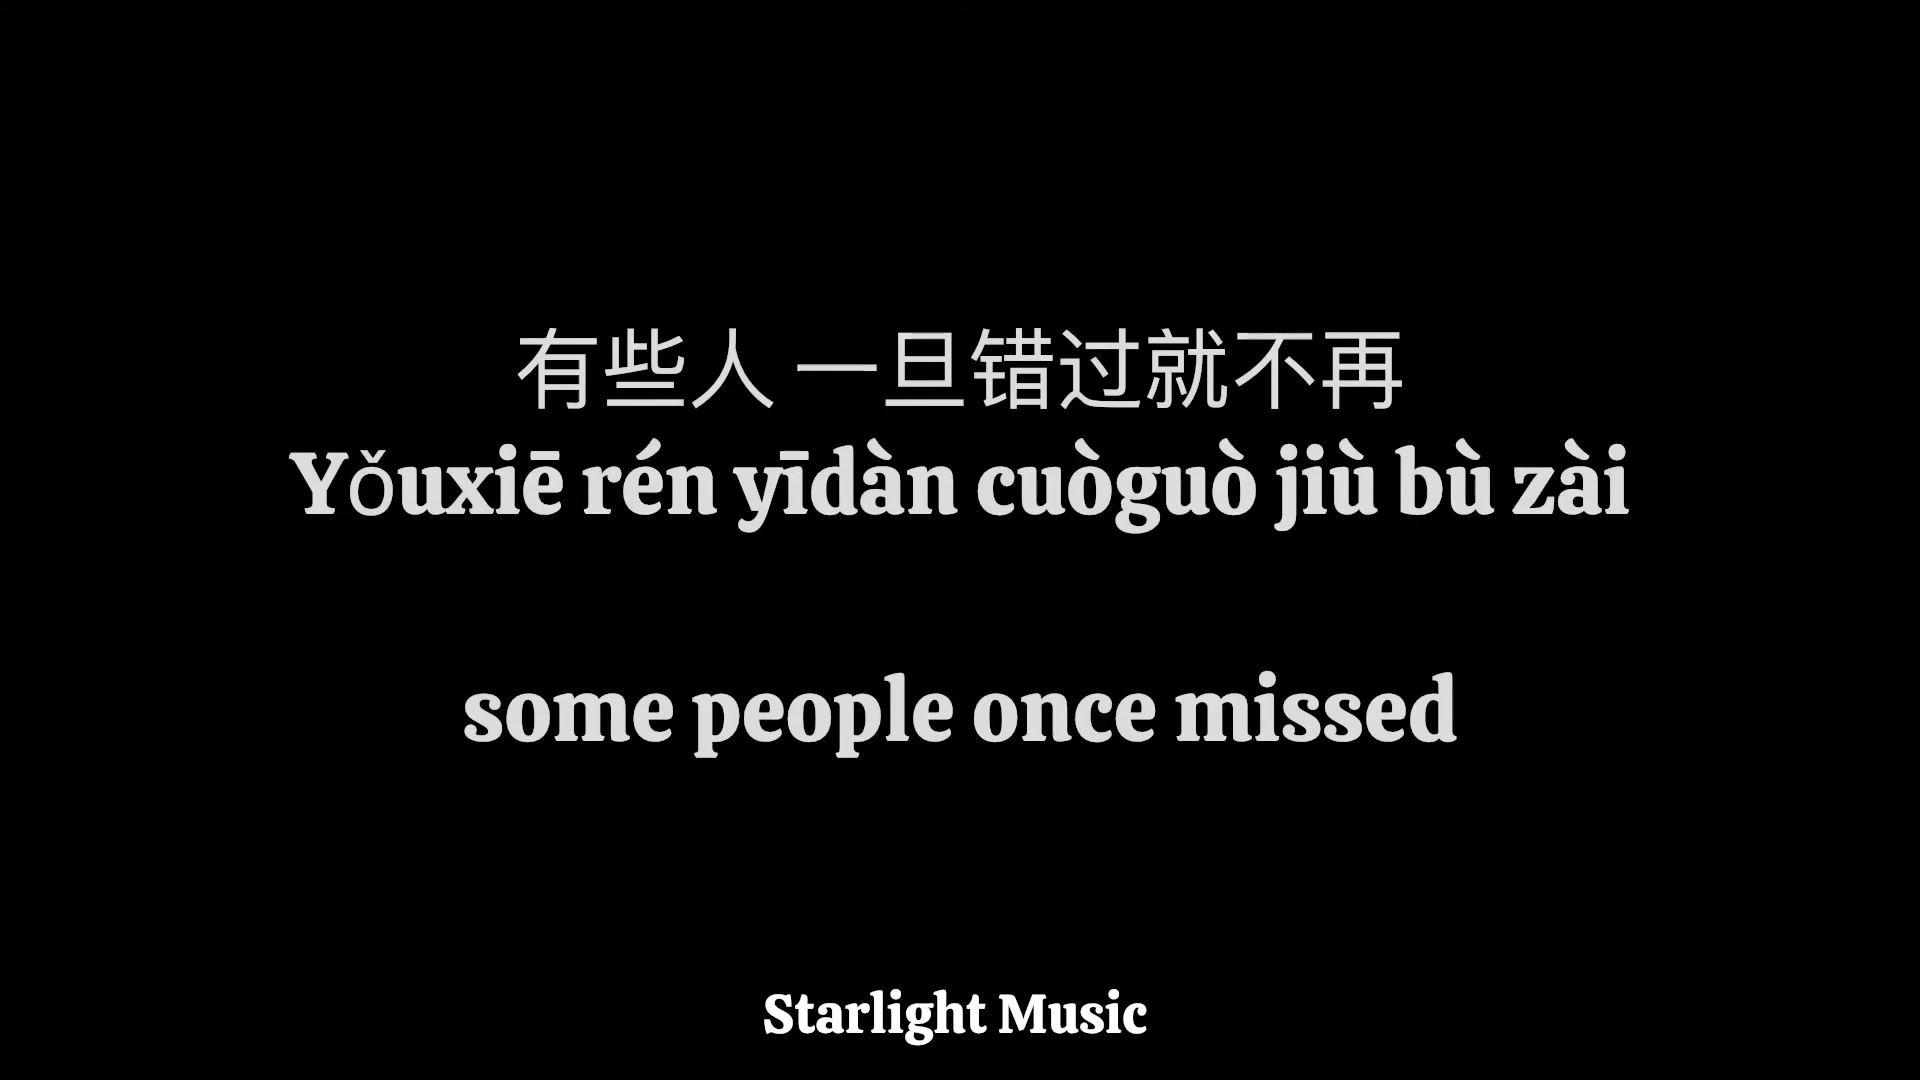 有些人 一旦错过就不再
Yǒuxiē rén yīdàn cuòguò jiù bù zài
some people once missed
Starlight Music